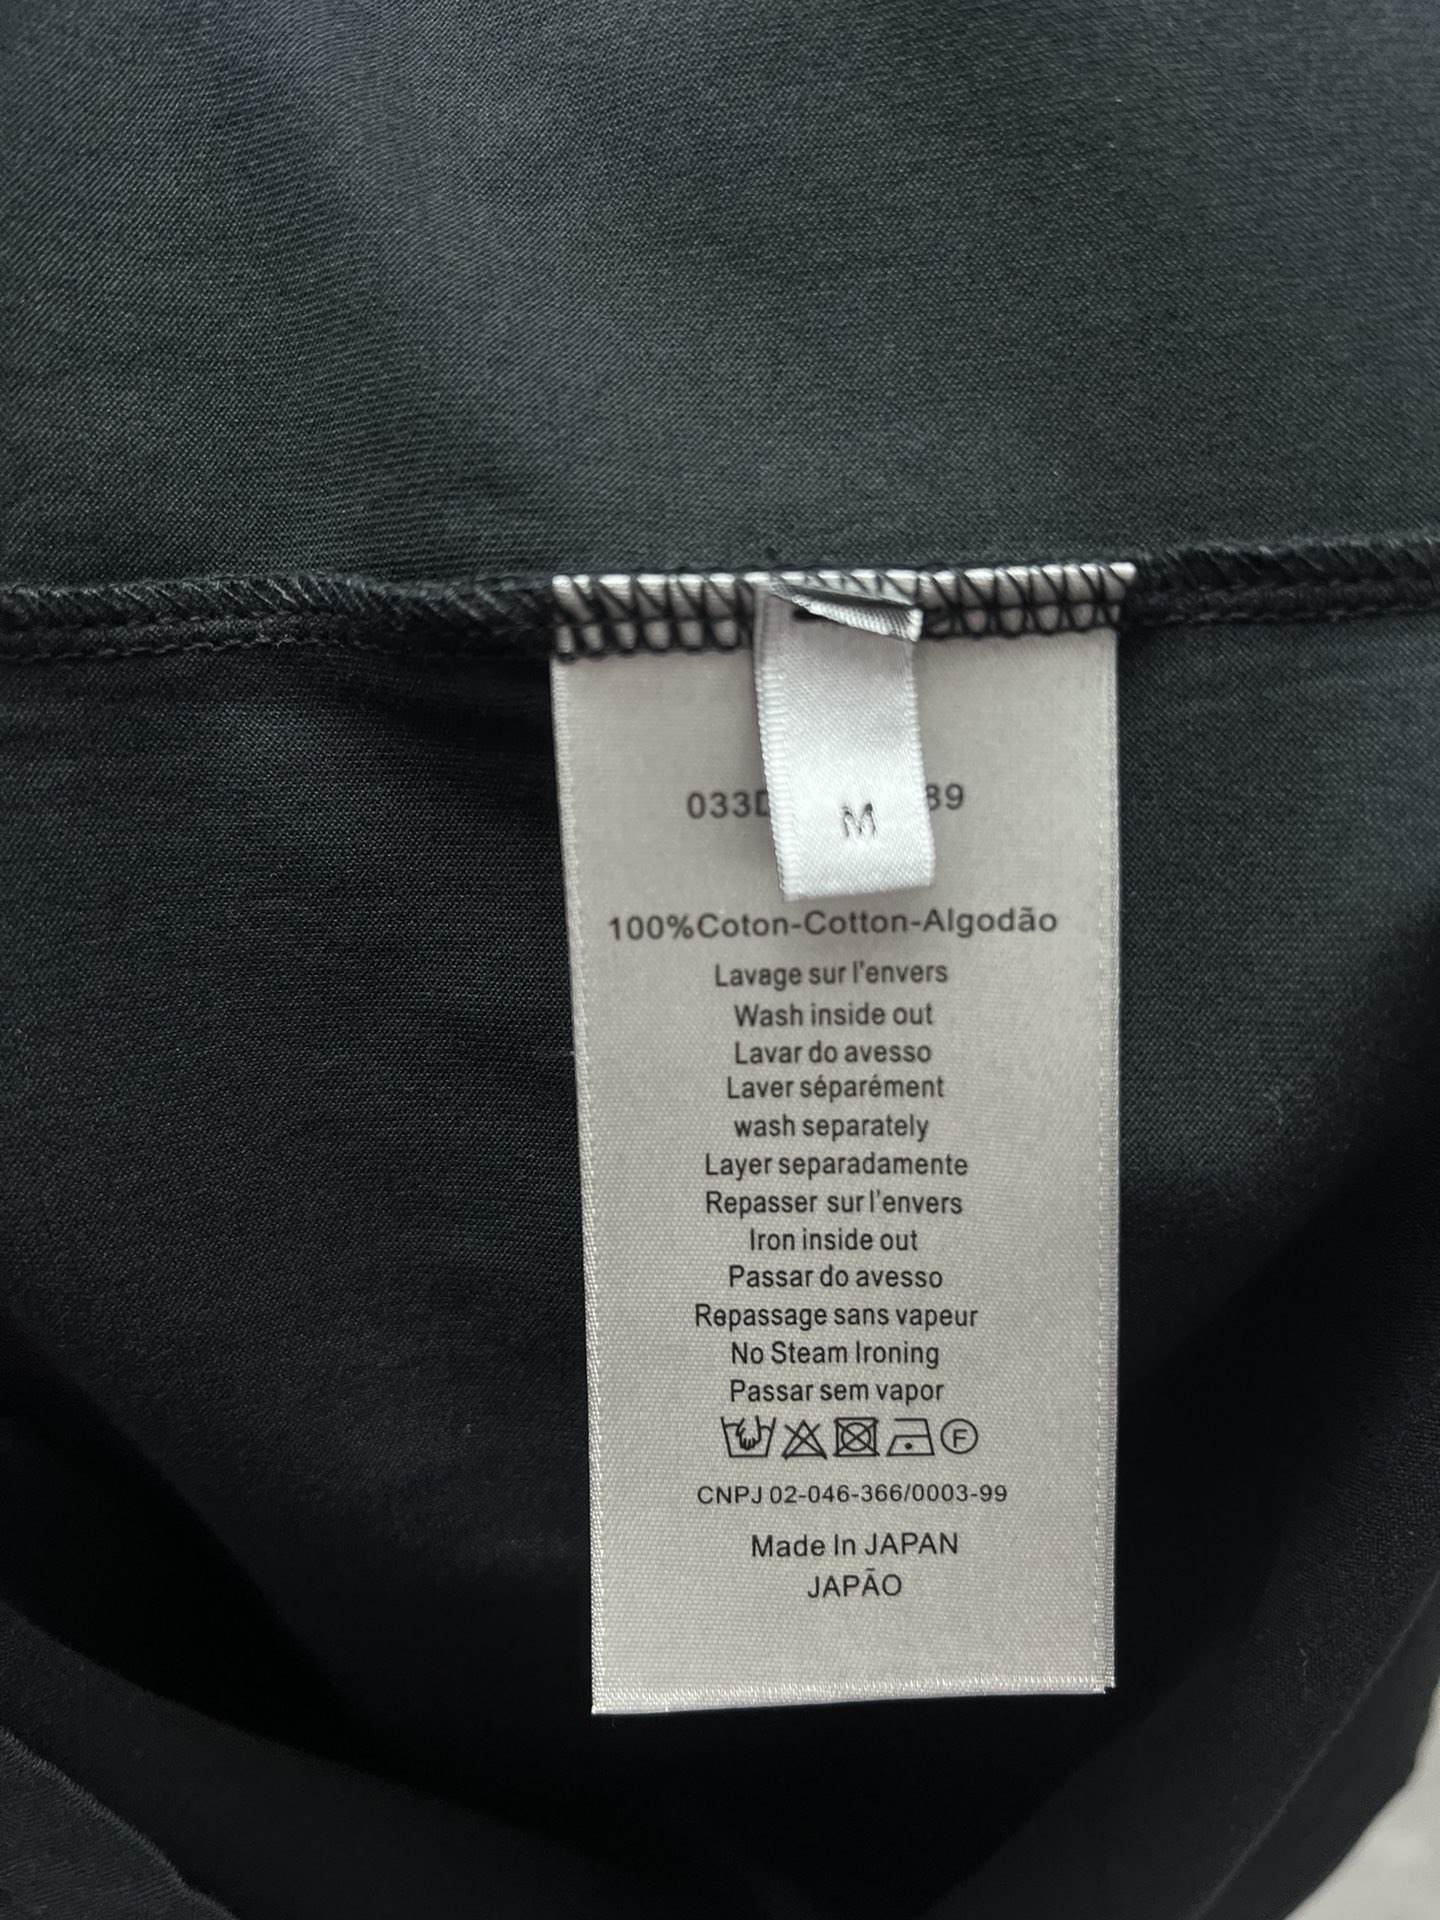 M
100%Coton-Cotton-Algodão
Lavage sur l'envers
Wash inside out
Lavar do avesso
Laver séparément
wash separately
Layer separadamente
Repasser sur l'envers
Iron inside out
Passar do avesso
Repassage sans vapeur
No Steam Ironing
Passar sem vapor
F
CNPJ 02-046-366/0003-99
Made In JAPAN
JAPÃO